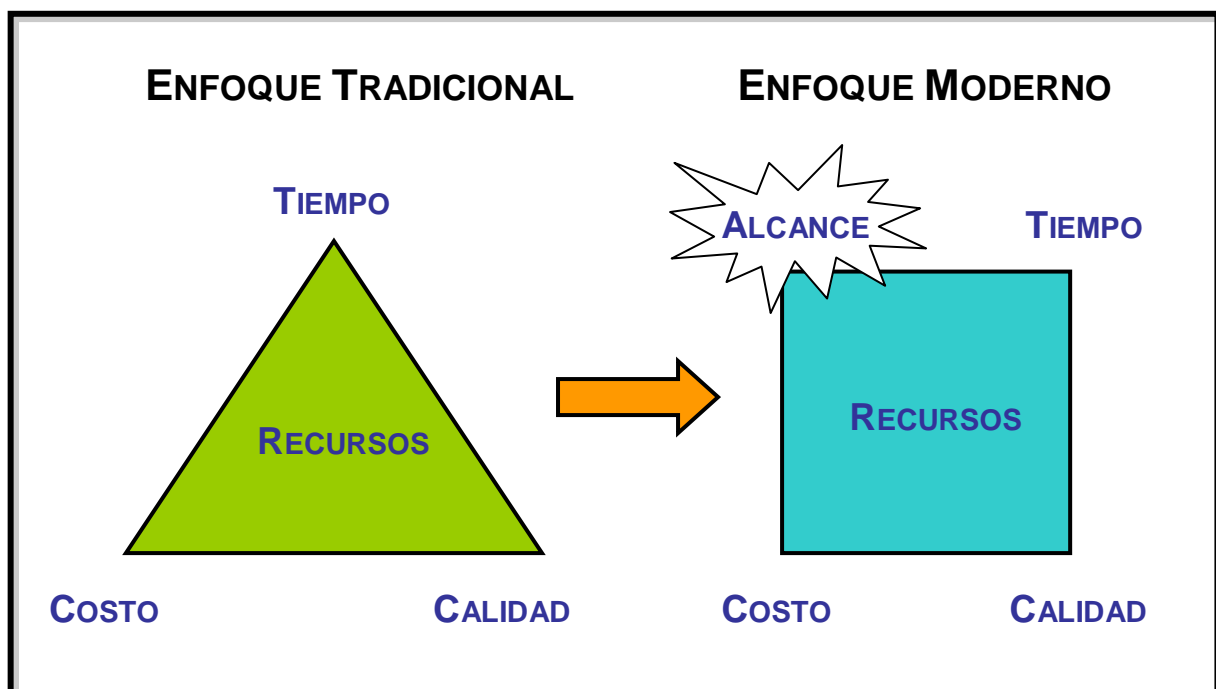 ENFOQUE TRADICIONAL
ENFOQUE MODERNO
TIEMPO
RECURSOS
COSTO
CALIDAD
ALCANCE
TIEMPO
RECURSOS
COSTO
CALIDAD